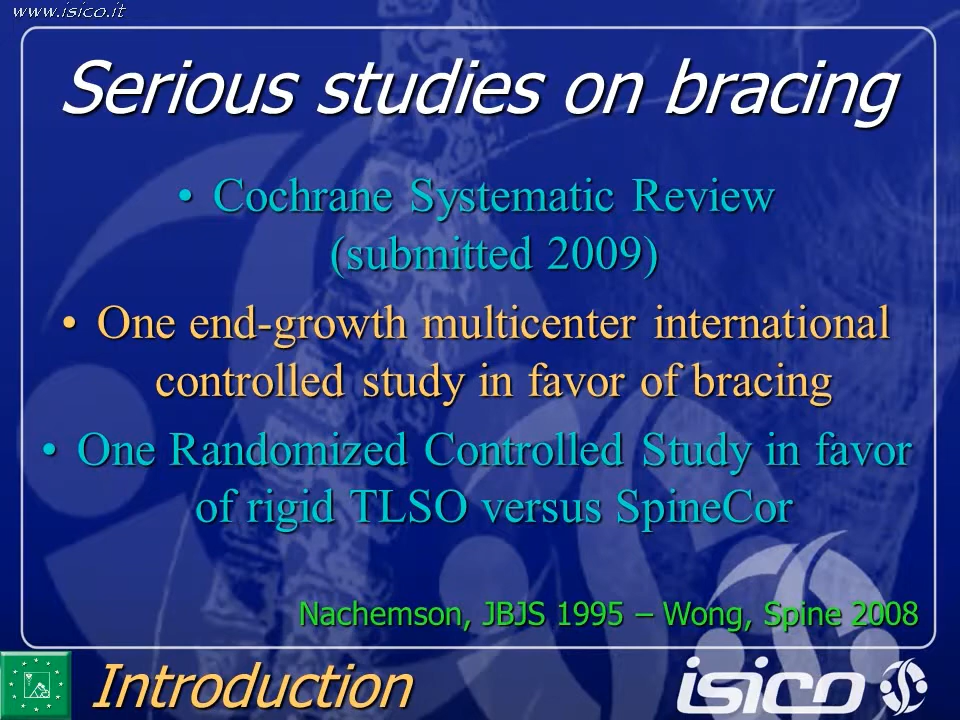 www.isico.it
Serious studies on bracing
• Cochrane Systematic Review
(submitted 2009)
• One end-growth multicenter international
controlled study in favor of bracing
• One Randomized Controlled Study in favor
of rigid TLSO versus SpineCor
Nachemson, JBJS 1995 – Wong, Spine 2008
Introduction
isico